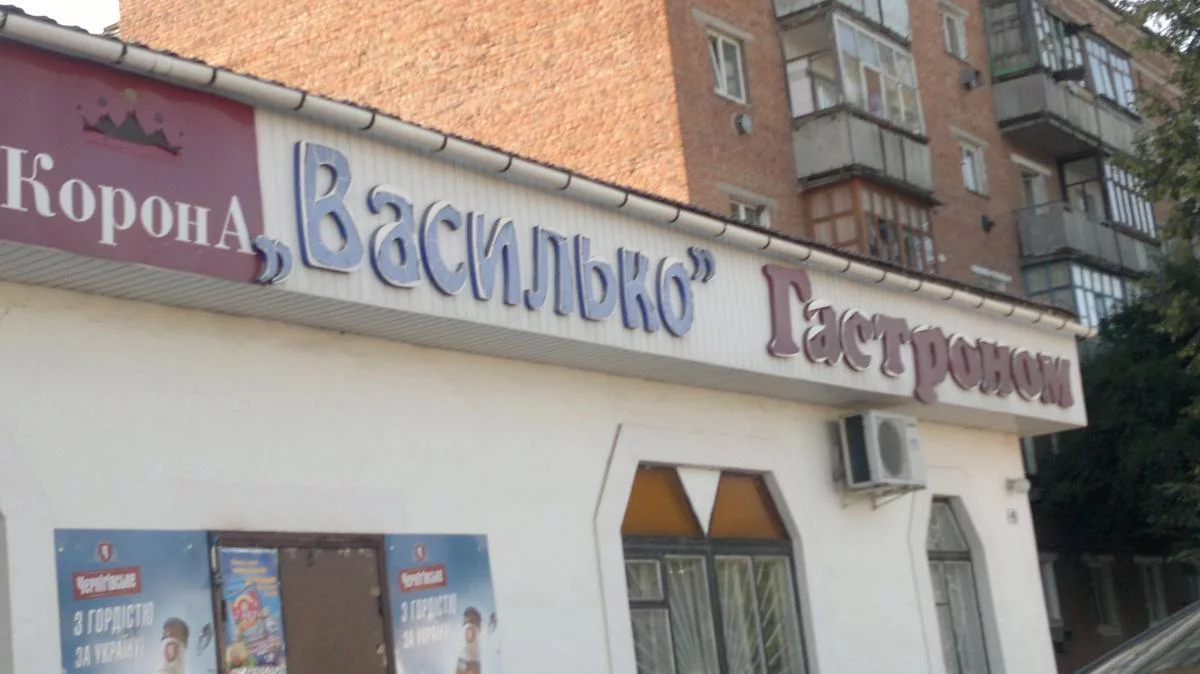 КоронА
„Василько”
Гастроном
Чернігівське
З ГОРДІСТЮ
ЗА УКРАЇНУ!
Чернігівське
З ГОРДІСТЮ
ЗА УКРАЇНУ!